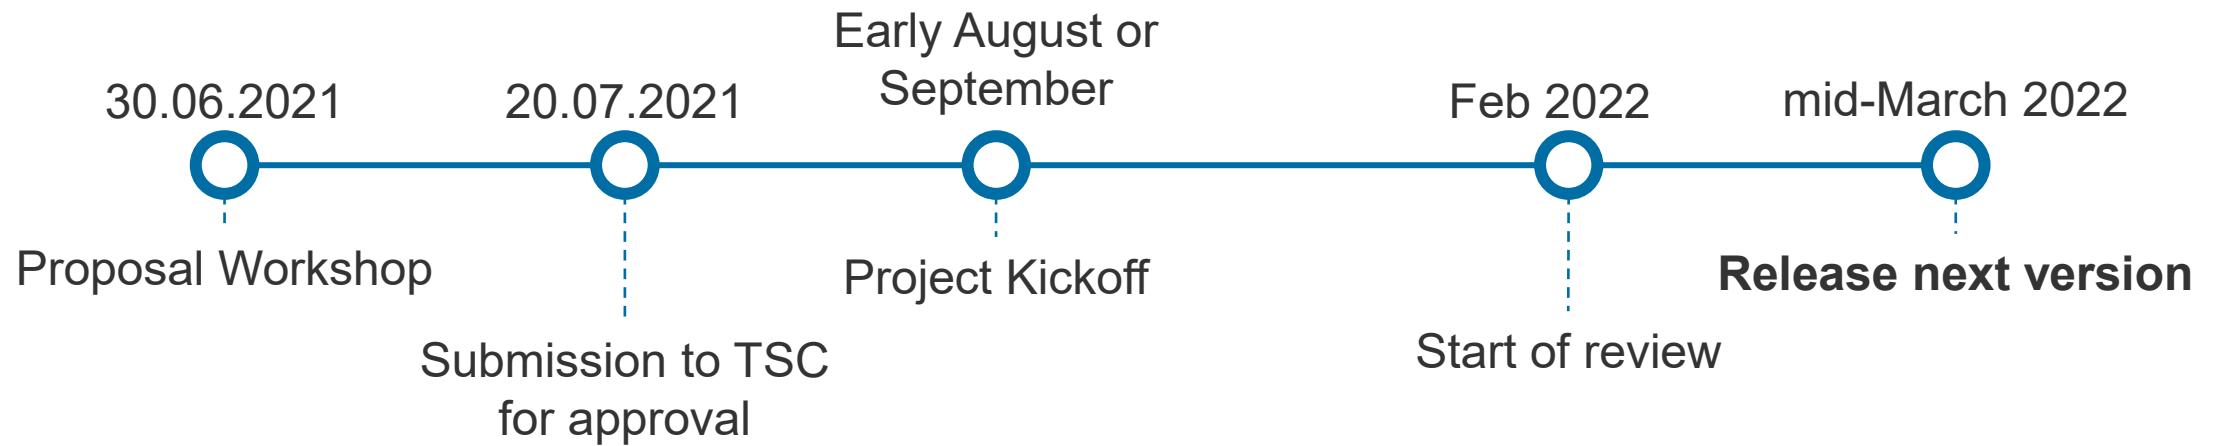 30.06.2021
20.07.2021
Early August or
September
Feb 2022
mid-March 2022
Proposal Workshop
Submission to TSC
for approval
Project Kickoff
Start of review
Release next version